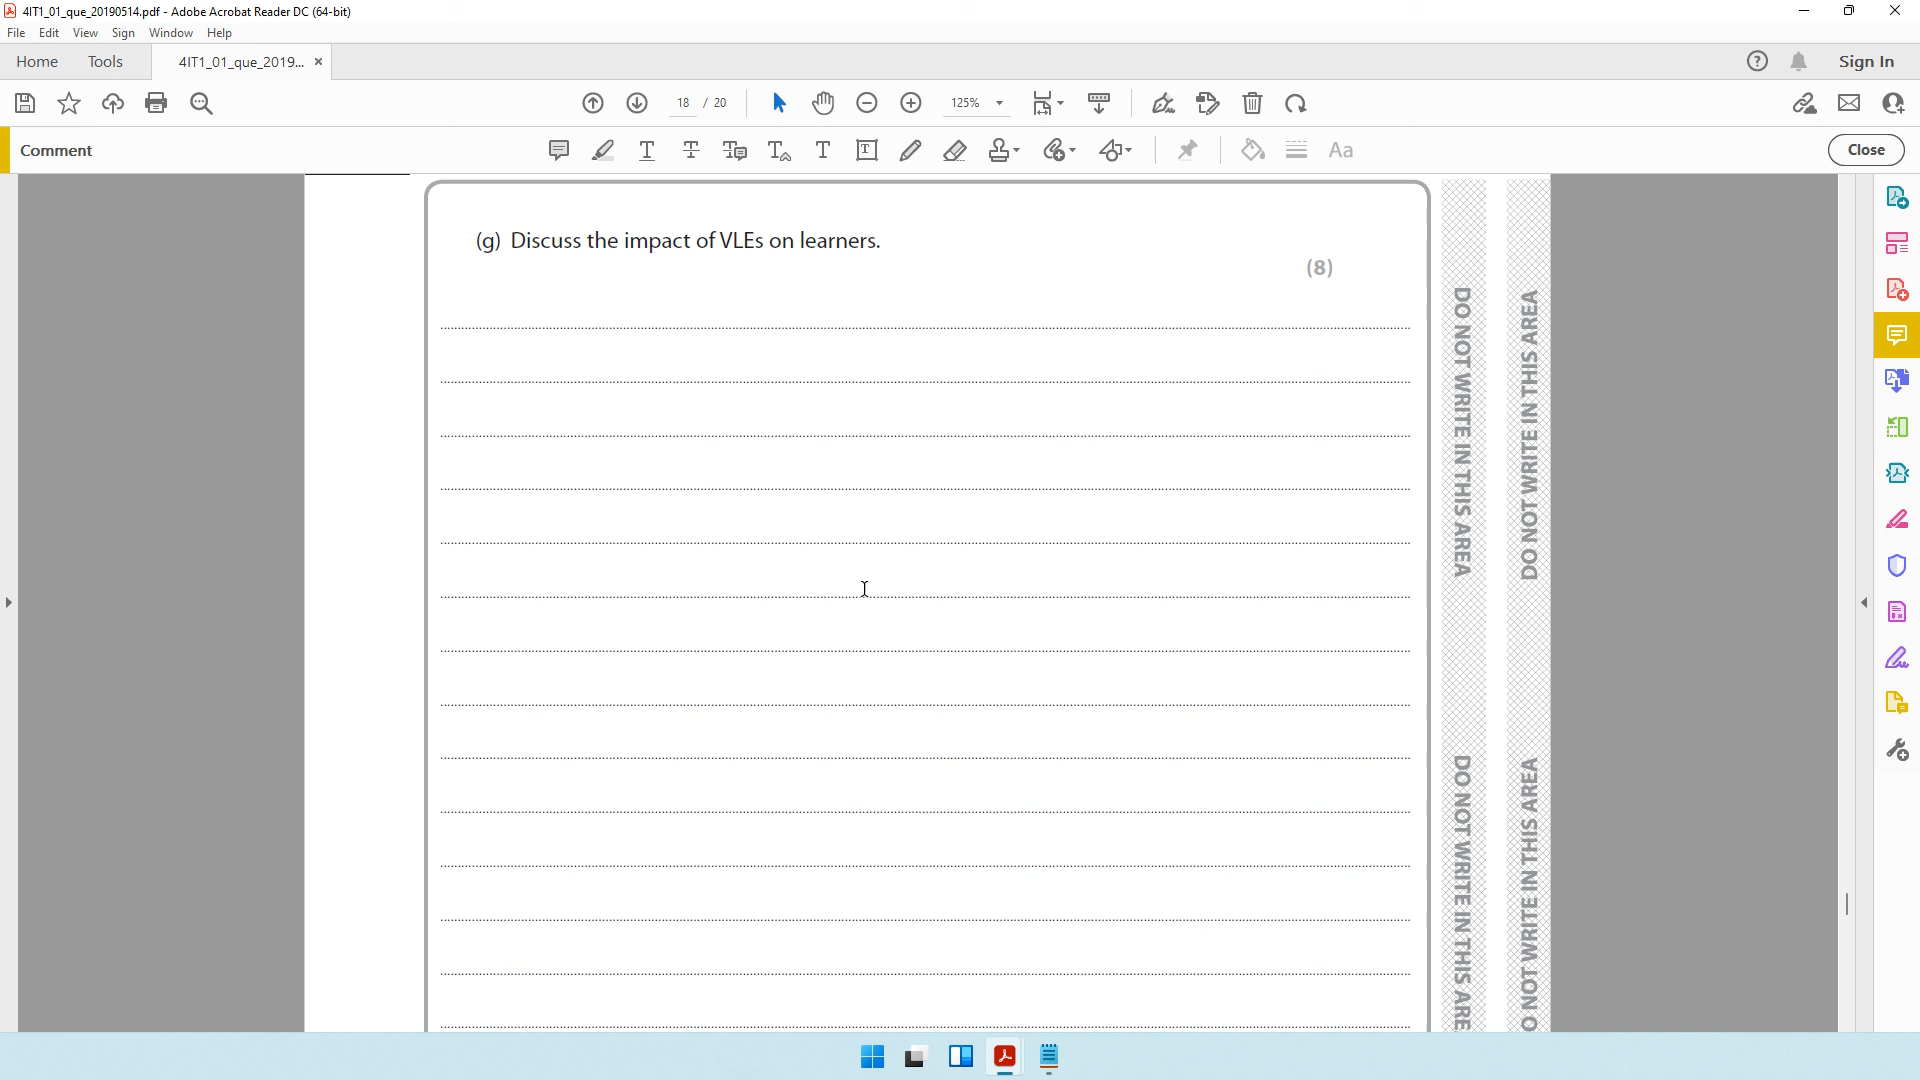 4IT1_01_que_20190514.pdf - Adobe Acrobat Reader DC (64-bit)
File Edit View Sign Window Help
Home Tools 4IT1_01_que_2019... × Sign In
18 / 20 125%
Comment Close
(g) Discuss the impact of VLEs on learners.
(8)
DO NOT WRITE IN THIS AREA
DO NOT WRITE IN THIS AREA
DO NOT WRITE IN THIS ARE
O NOT WRITE IN THIS AREA